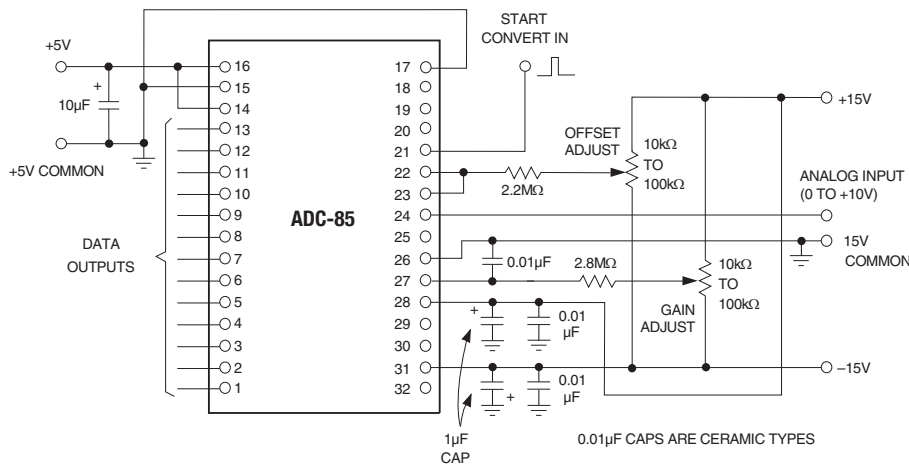 START
CONVERT IN
+5V
16
17
+15V
+
15
18
10µF
14
19
OFFSET
ADJUST
10kΩ
TO
100kΩ
13
20
12
21
+5V COMMON
11
22
2.2MΩ
ANALOG INPUT
(0 TO +10V)
10
23
9
ADC-85
24
DATA
OUTPUTS
8
25
15V
COMMON
7
26
0.01µF
2.8MΩ
10kΩ
TO
100kΩ
6
27
–
5
28
GAIN
ADJUST
4
29
+
0.01
µF
3
30
2
31
–15V
1
32
+
0.01
µF
1µF
CAP
0.01µF CAPS ARE CERAMIC TYPES